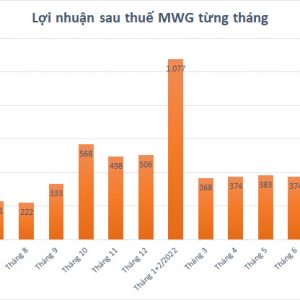 Lợi nhuận sau thuế MWG từng tháng
1.077
568
498
506
333
222
368
374
383
374
Tháng 8
Tháng 9
Tháng 10
Tháng 11
Tháng 12
Tháng 1+2/2022
Tháng 3
Tháng 4
Tháng 5
Tháng 6